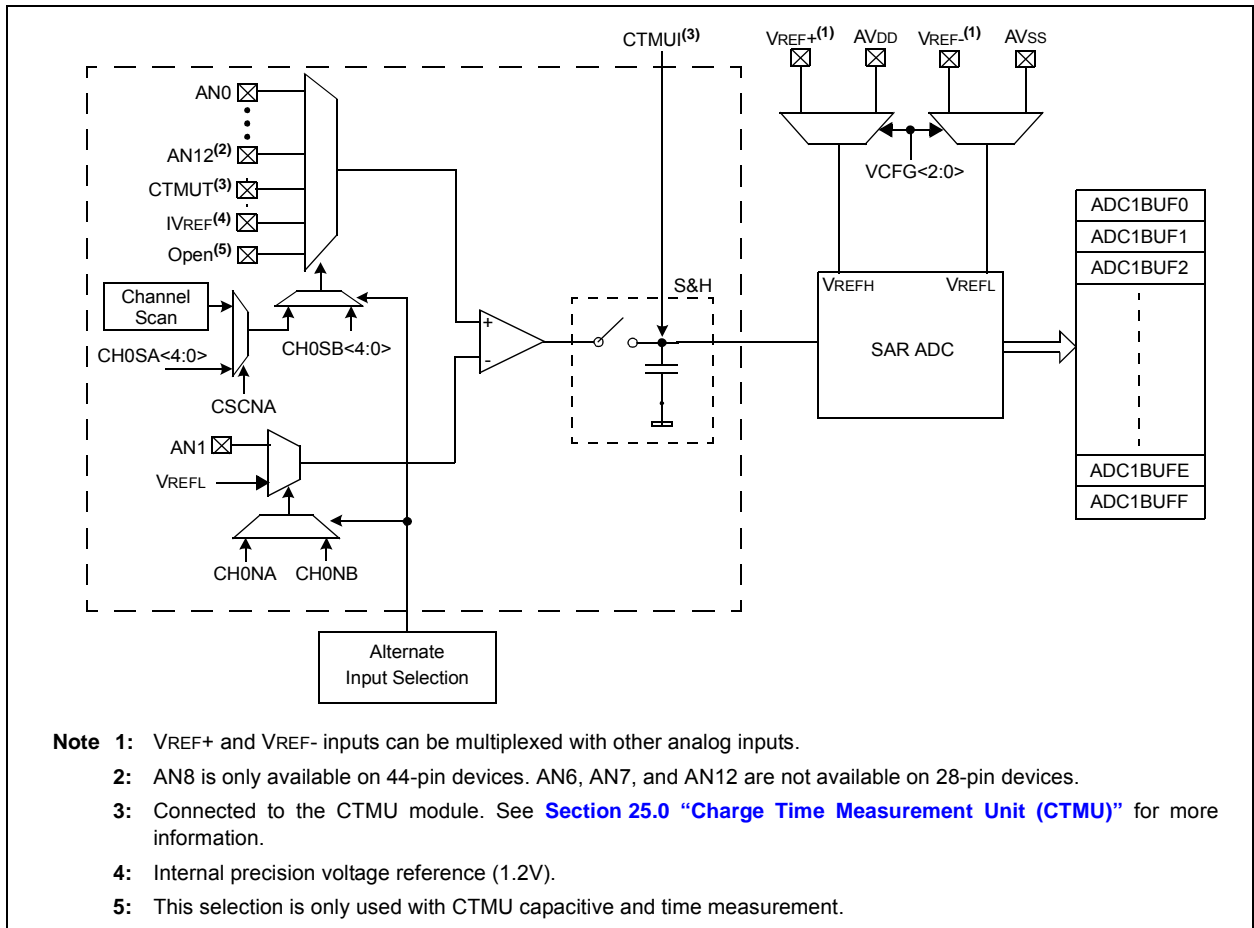 CTMUI(3)
VREF+(1) AVDD VREF-(1) AVSS
AN0
AN12(2)
CTMUT(3)
IVREF(4)
Open(5)
VCFG<2:0>
ADC1BUF0
ADC1BUF1
ADC1BUF2
Channel
Scan
S&H
VREFH VREFL
+
-
SAR ADC
CH0SA<4:0>
CH0SB<4:0>
CSCNA
AN1
VREFL
ADC1BUFE
ADC1BUFF
CH0NA CH0NB
Alternate
Input Selection
Note 1: VREF+ and VREF- inputs can be multiplexed with other analog inputs.
2: AN8 is only available on 44-pin devices. AN6, AN7, and AN12 are not available on 28-pin devices.
3: Connected to the CTMU module. See Section 25.0 “Charge Time Measurement Unit (CTMU)” for more
information.
4: Internal precision voltage reference (1.2V).
5: This selection is only used with CTMU capacitive and time measurement.